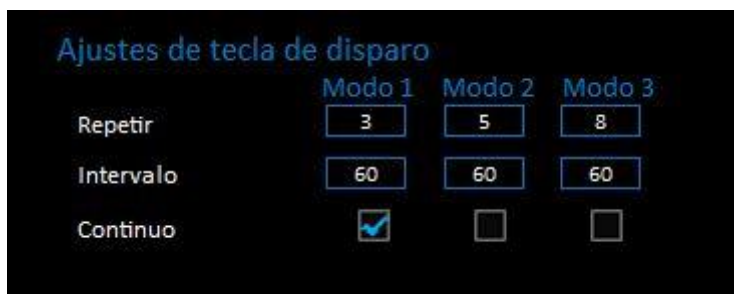 Ajustes de tecla de disparo
Modo 1 Modo 2 Modo 3
Repetir 3 5 8
Intervalo 60 60 60
Continuo